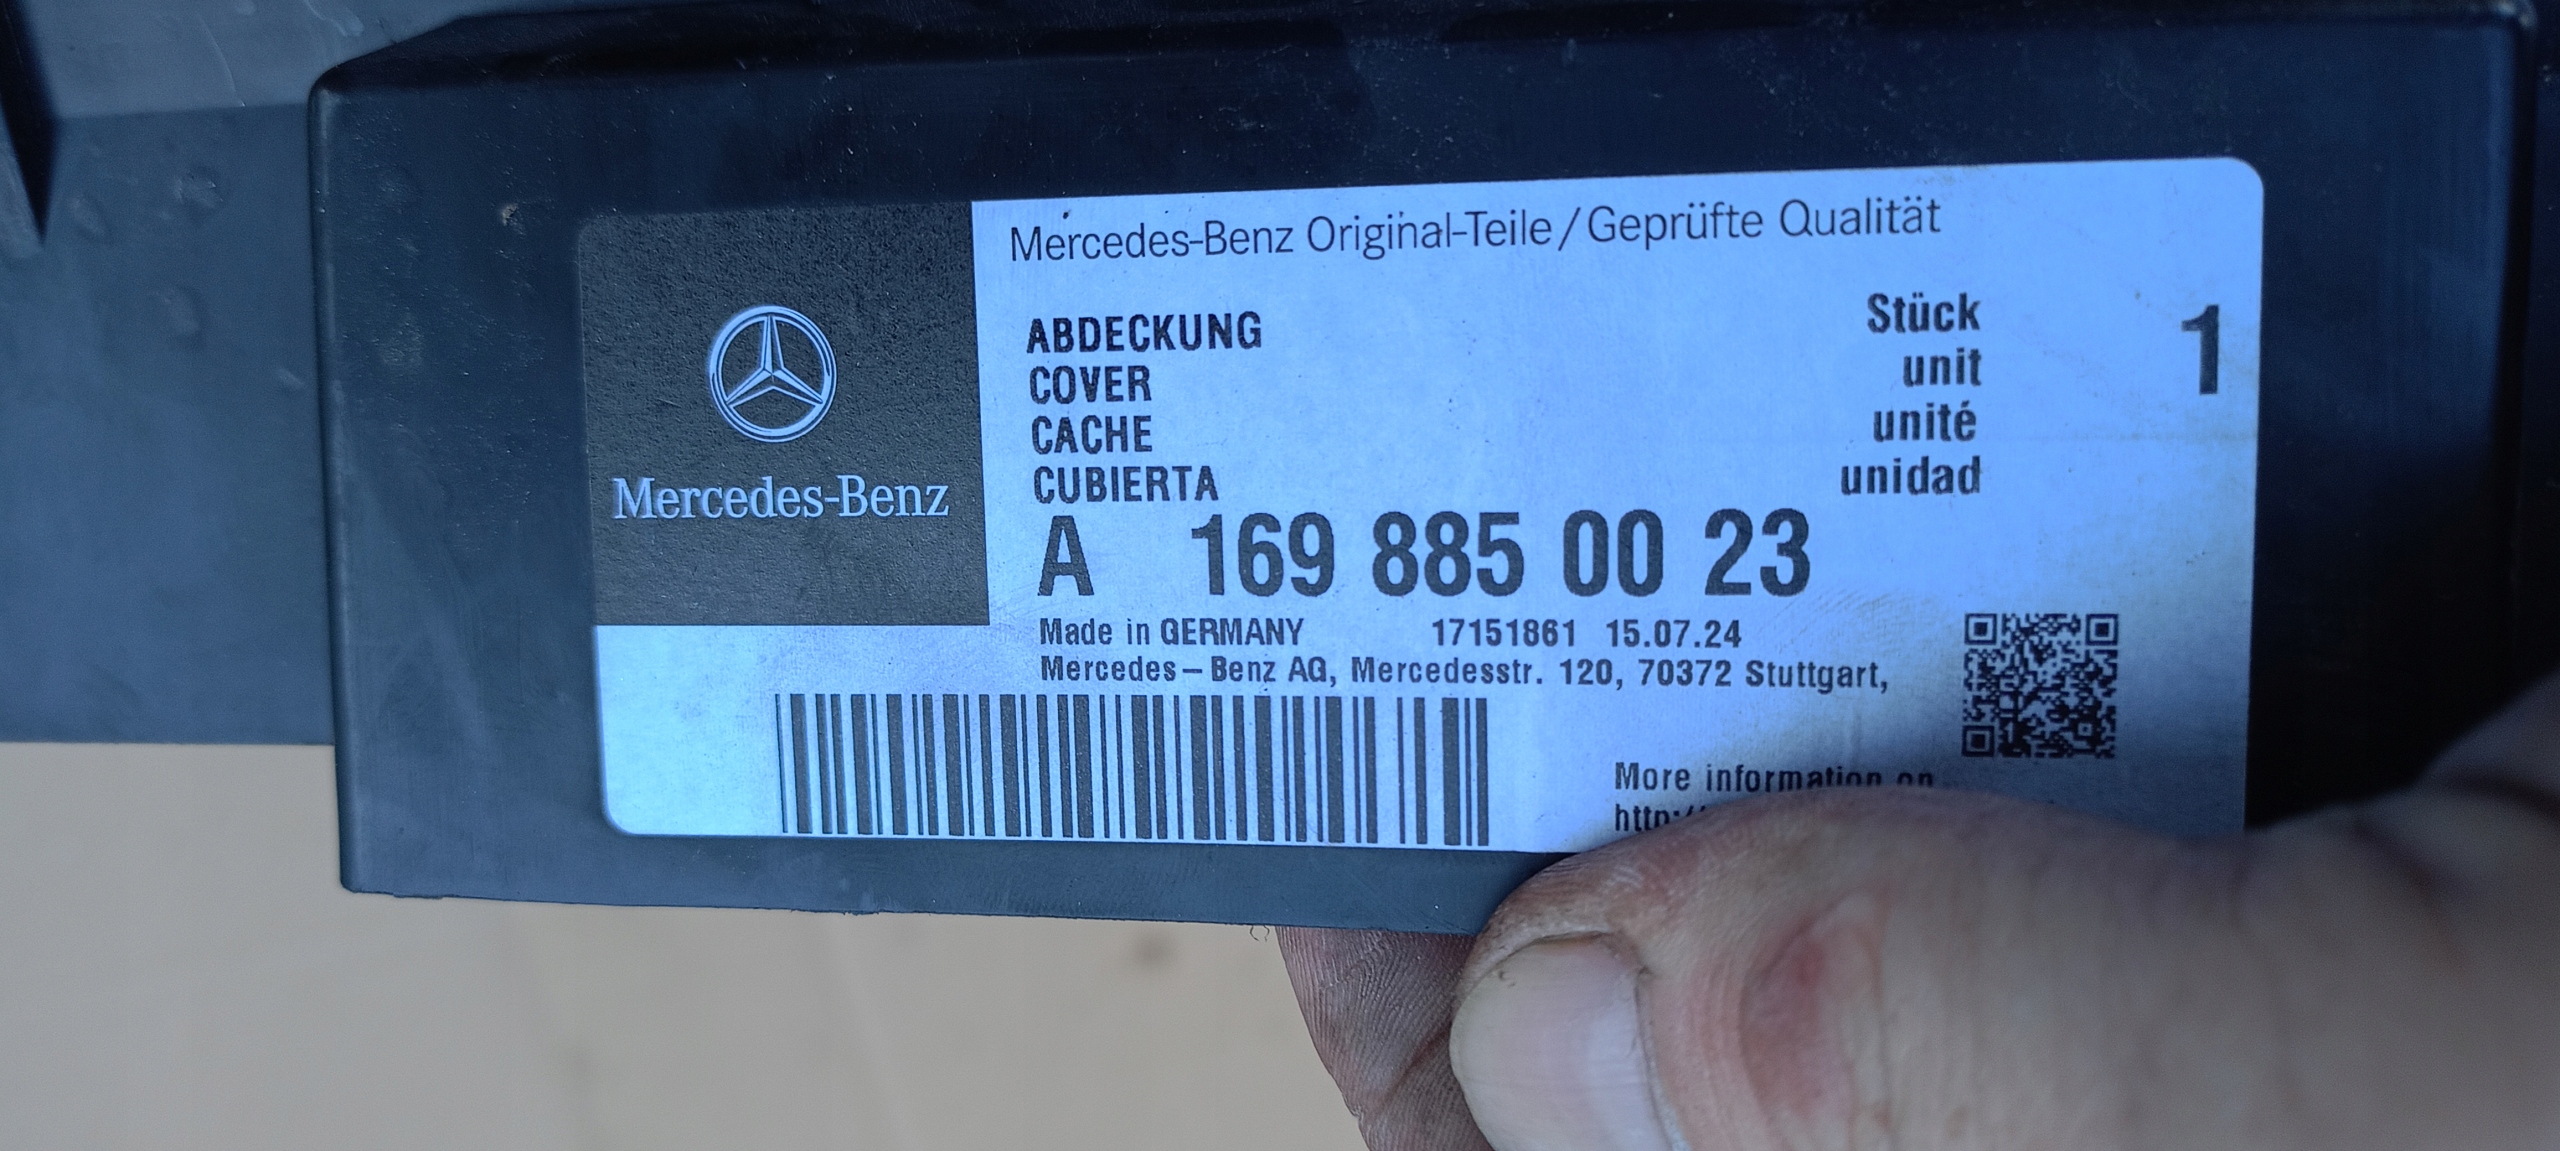 Mercedes-Benz Original-Teile/Geprüfte Qualität
Mercedes-Benz
ABDECKUNG
COVER
CACHE
CUBIERTA
Stück
unit
unité
unidad
1
A 169 885 00 23
Made in GERMANY 17151861 15.07.24
Mercedes-Benz AG, Mercedesstr. 120, 70372 Stuttgart,
More information on
http:/